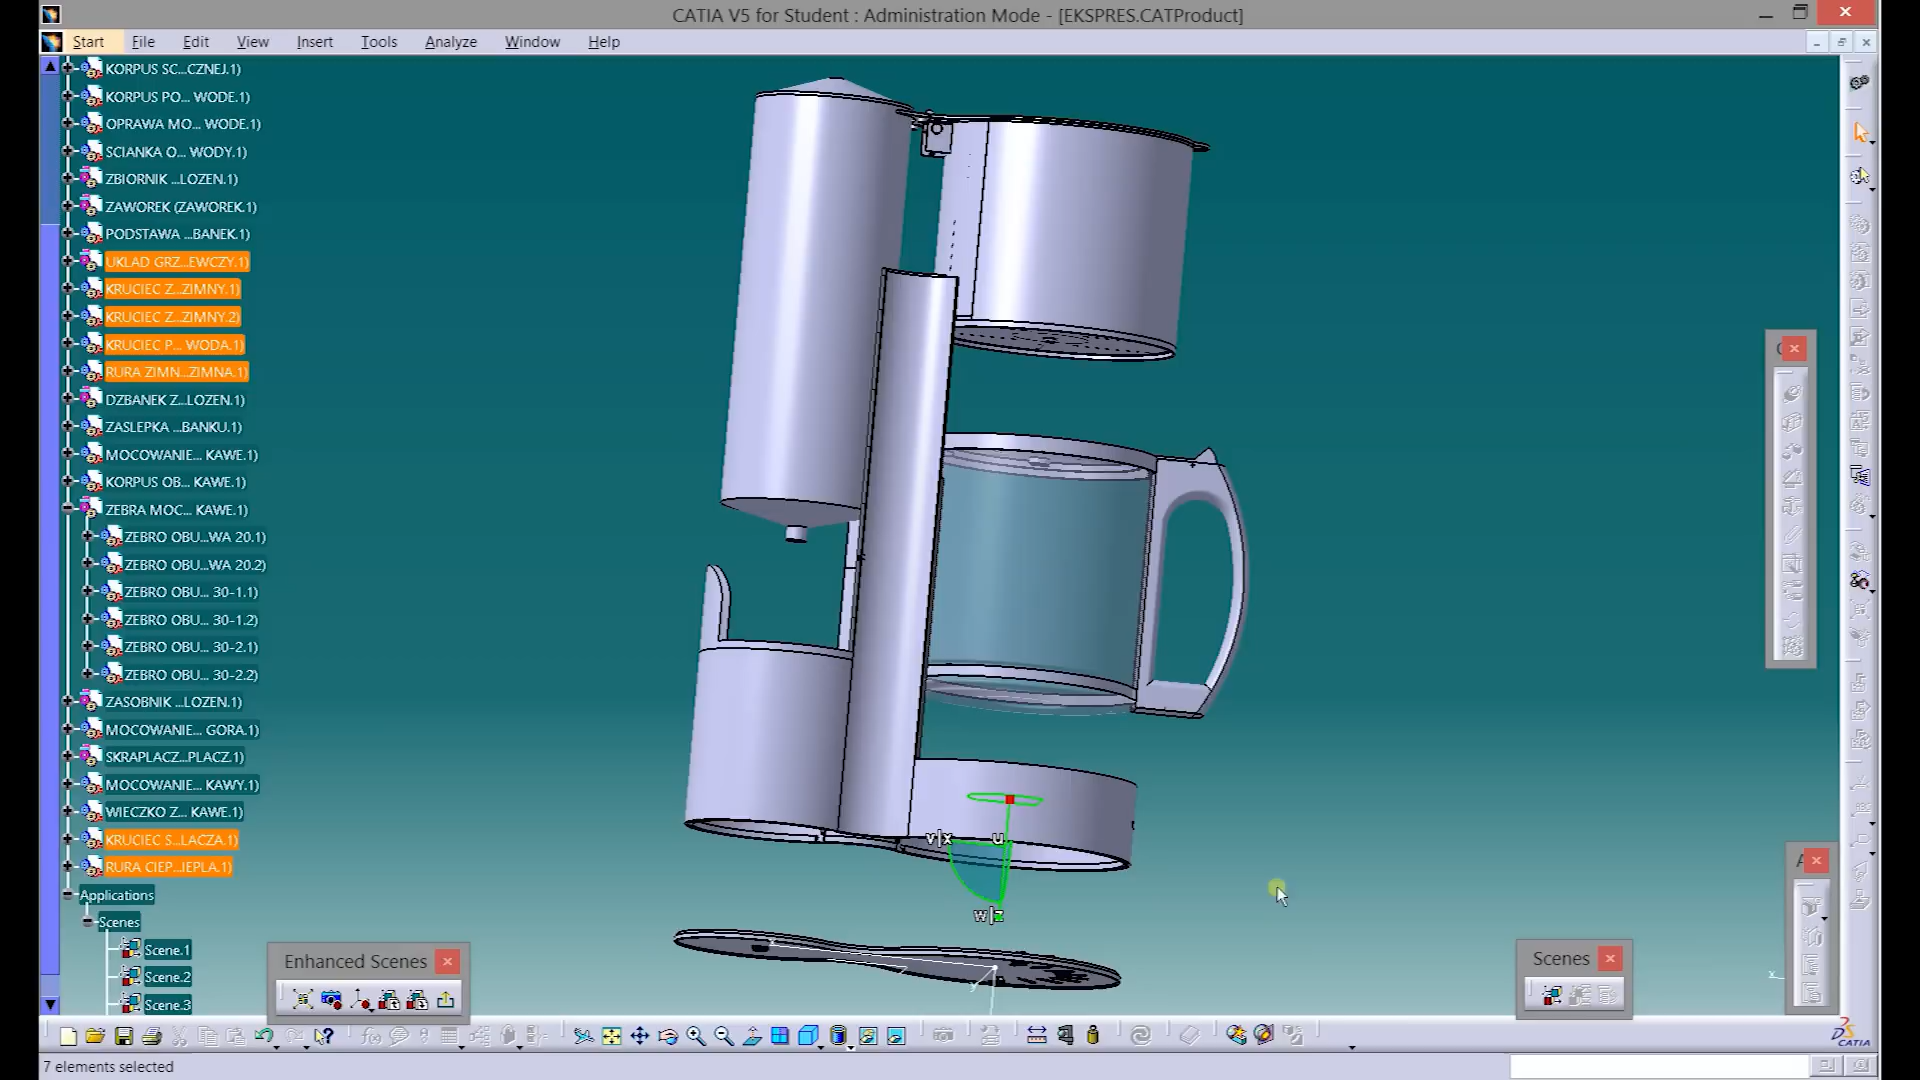 CATIA V5 for Student : Administration Mode - [EKSPRES.CATProduct]
Start File Edit View Insert Tools Analyze Window Help
KORPUS SC...CZNEJ.1)
KORPUS PO... WODE.1)
OPRAWA MO... WODE.1)
SCIANKA O... WODY.1)
ZBIORNIK ...LOZEN.1)
ZAWOREK (ZAWOREK.1)
PODSTAWA ...BANEK.1)
UKLAD GRZ...EWCZY.1)
KRUCIEC Z...ZIMNY.1)
KRUCIEC Z...ZIMNY.2)
KRUCIEC P... WODA.1)
RURA ZIMN...ZIMNA.1)
DZBANEK Z...LOZEN.1)
ZASLEPKA ...BANKU.1)
MOCOWANIE... KAWE.1)
KORPUS OB... KAWE.1)
ZEBRA MOC... KAWE.1)
ZEBRO OBU...WA 20.1)
ZEBRO OBU...WA 20.2)
ZEBRO OBU... 30-1.1)
ZEBRO OBU... 30-1.2)
ZEBRO OBU... 30-2.1)
ZEBRO OBU... 30-2.2)
ZASOBNIK ...LOZEN.1)
MOCOWANIE... GORA.1)
SKRAPLACZ...PLACZ.1)
MOCOWANIE... KAWY.1)
WIECZKO Z... KAWE.1)
KRUCIEC S...LACZA.1)
RURA CIEP...IEPLA.1)
Applications
Scenes
Scene.1
Scene.2
Scene.3
v|x
u
w|z
x
y
x
Enhanced Scenes
Scenes
CATIA
7 elements selected